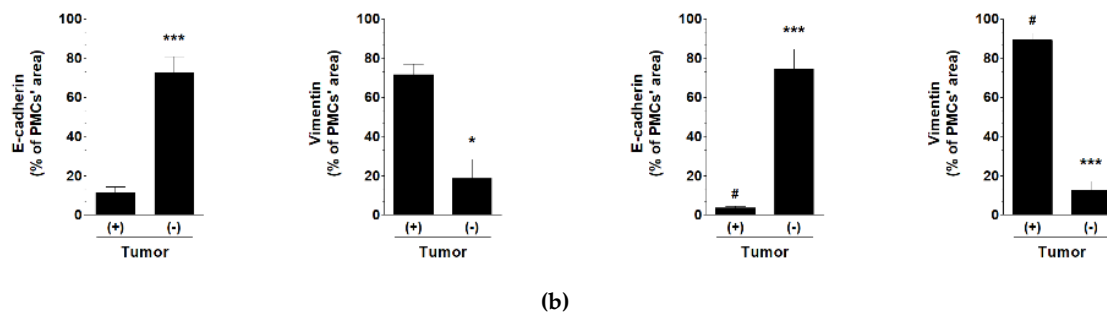 E-cadherin
(% of PMCs' area)
100
80
60
40
20
0
***
(+) (-)
Tumor
Vimentin
(% of PMCs' area)
100
80
60
40
20
0
*
(+) (-)
Tumor
E-cadherin
(% of PMCs' area)
100
80
60
40
20
0
#
***
(+) (-)
Tumor
Vimentin
(% of PMCs' area)
100
80
60
40
20
0
#
***
(+) (-)
Tumor
(b)